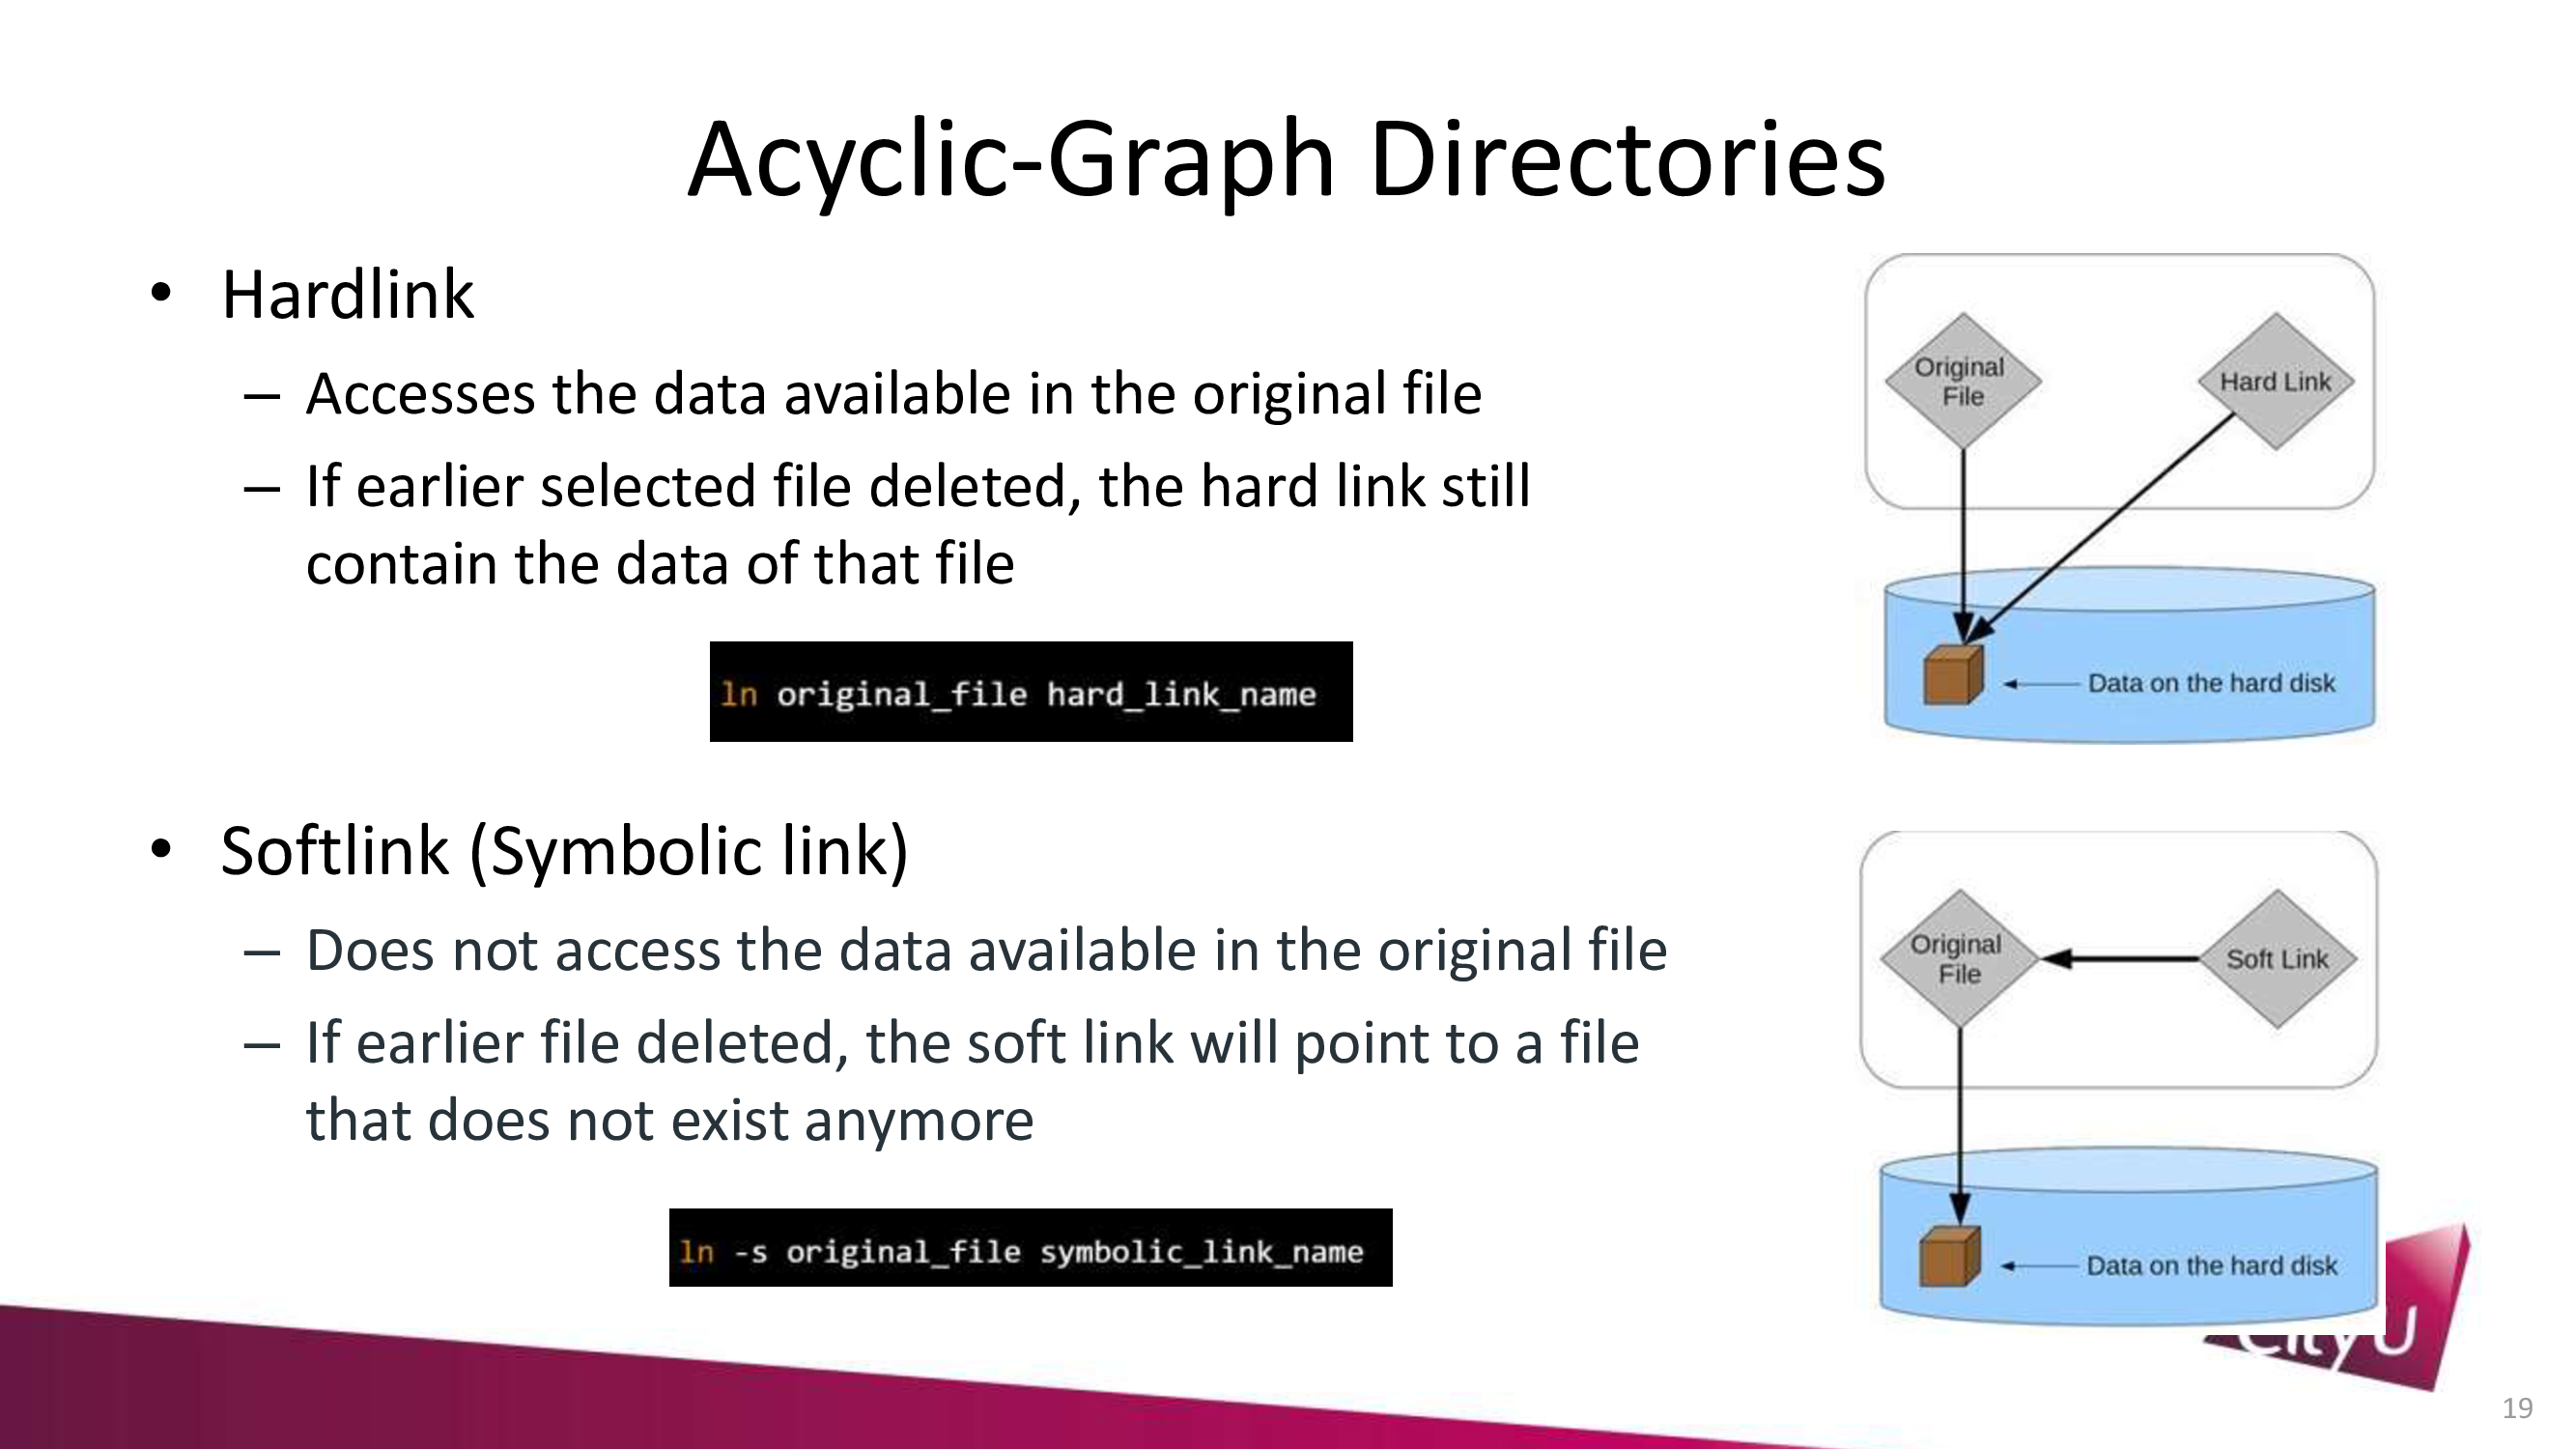 Acyclic-Graph Directories
• Hardlink
– Accesses the data available in the original file
– If earlier selected file deleted, the hard link still
contain the data of that file
ln original_file hard_link_name
Original
File
Hard Link
Data on the hard disk
• Softlink (Symbolic link)
– Does not access the data available in the original file
– If earlier file deleted, the soft link will point to a file
that does not exist anymore
ln -s original_file symbolic_link_name
Original
File
Soft Link
Data on the hard disk
CityU
19